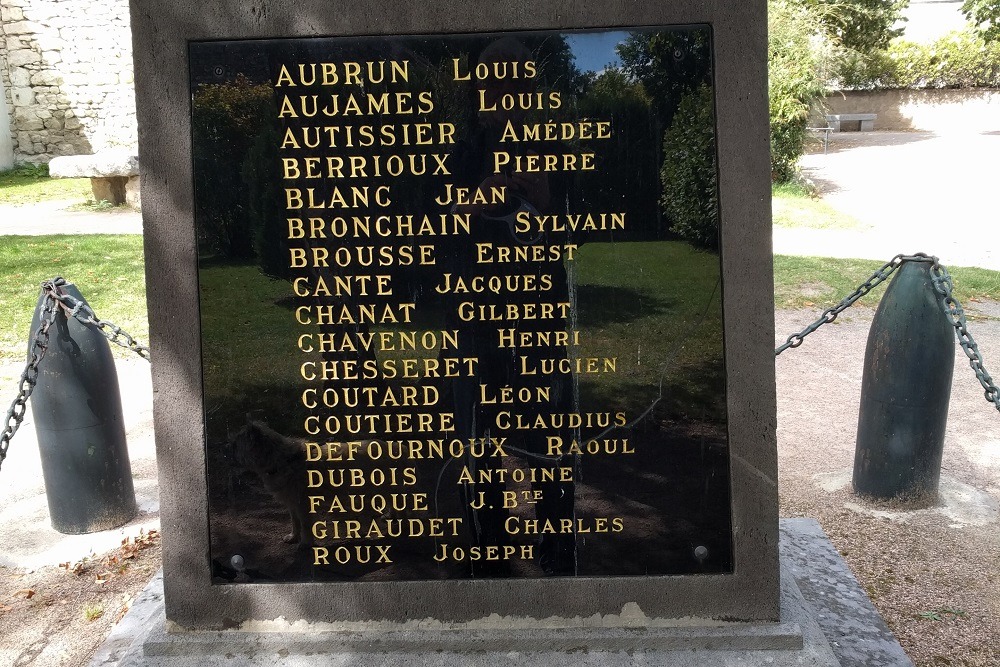 AUBRUN LOUIS
AUJAMES LOUIS
AUTISSIER AMÉDÉE
BERRIOUX PIERRE
BLANC JEAN
BRONCHAIN SYLVAIN
BROUSSE ERNEST
CANTE JACQUES
CHANAT GILBERT
CHAVENON HENRI
CHESSERET LUCIEN
COUTARD LÉON
COUTIERE CLAUDIUS
DEFOURNOUX RAOUL
DUBOIS ANTOINE
FAUQUE J. BTE
GIRAUDET CHARLES
ROUX JOSEPH